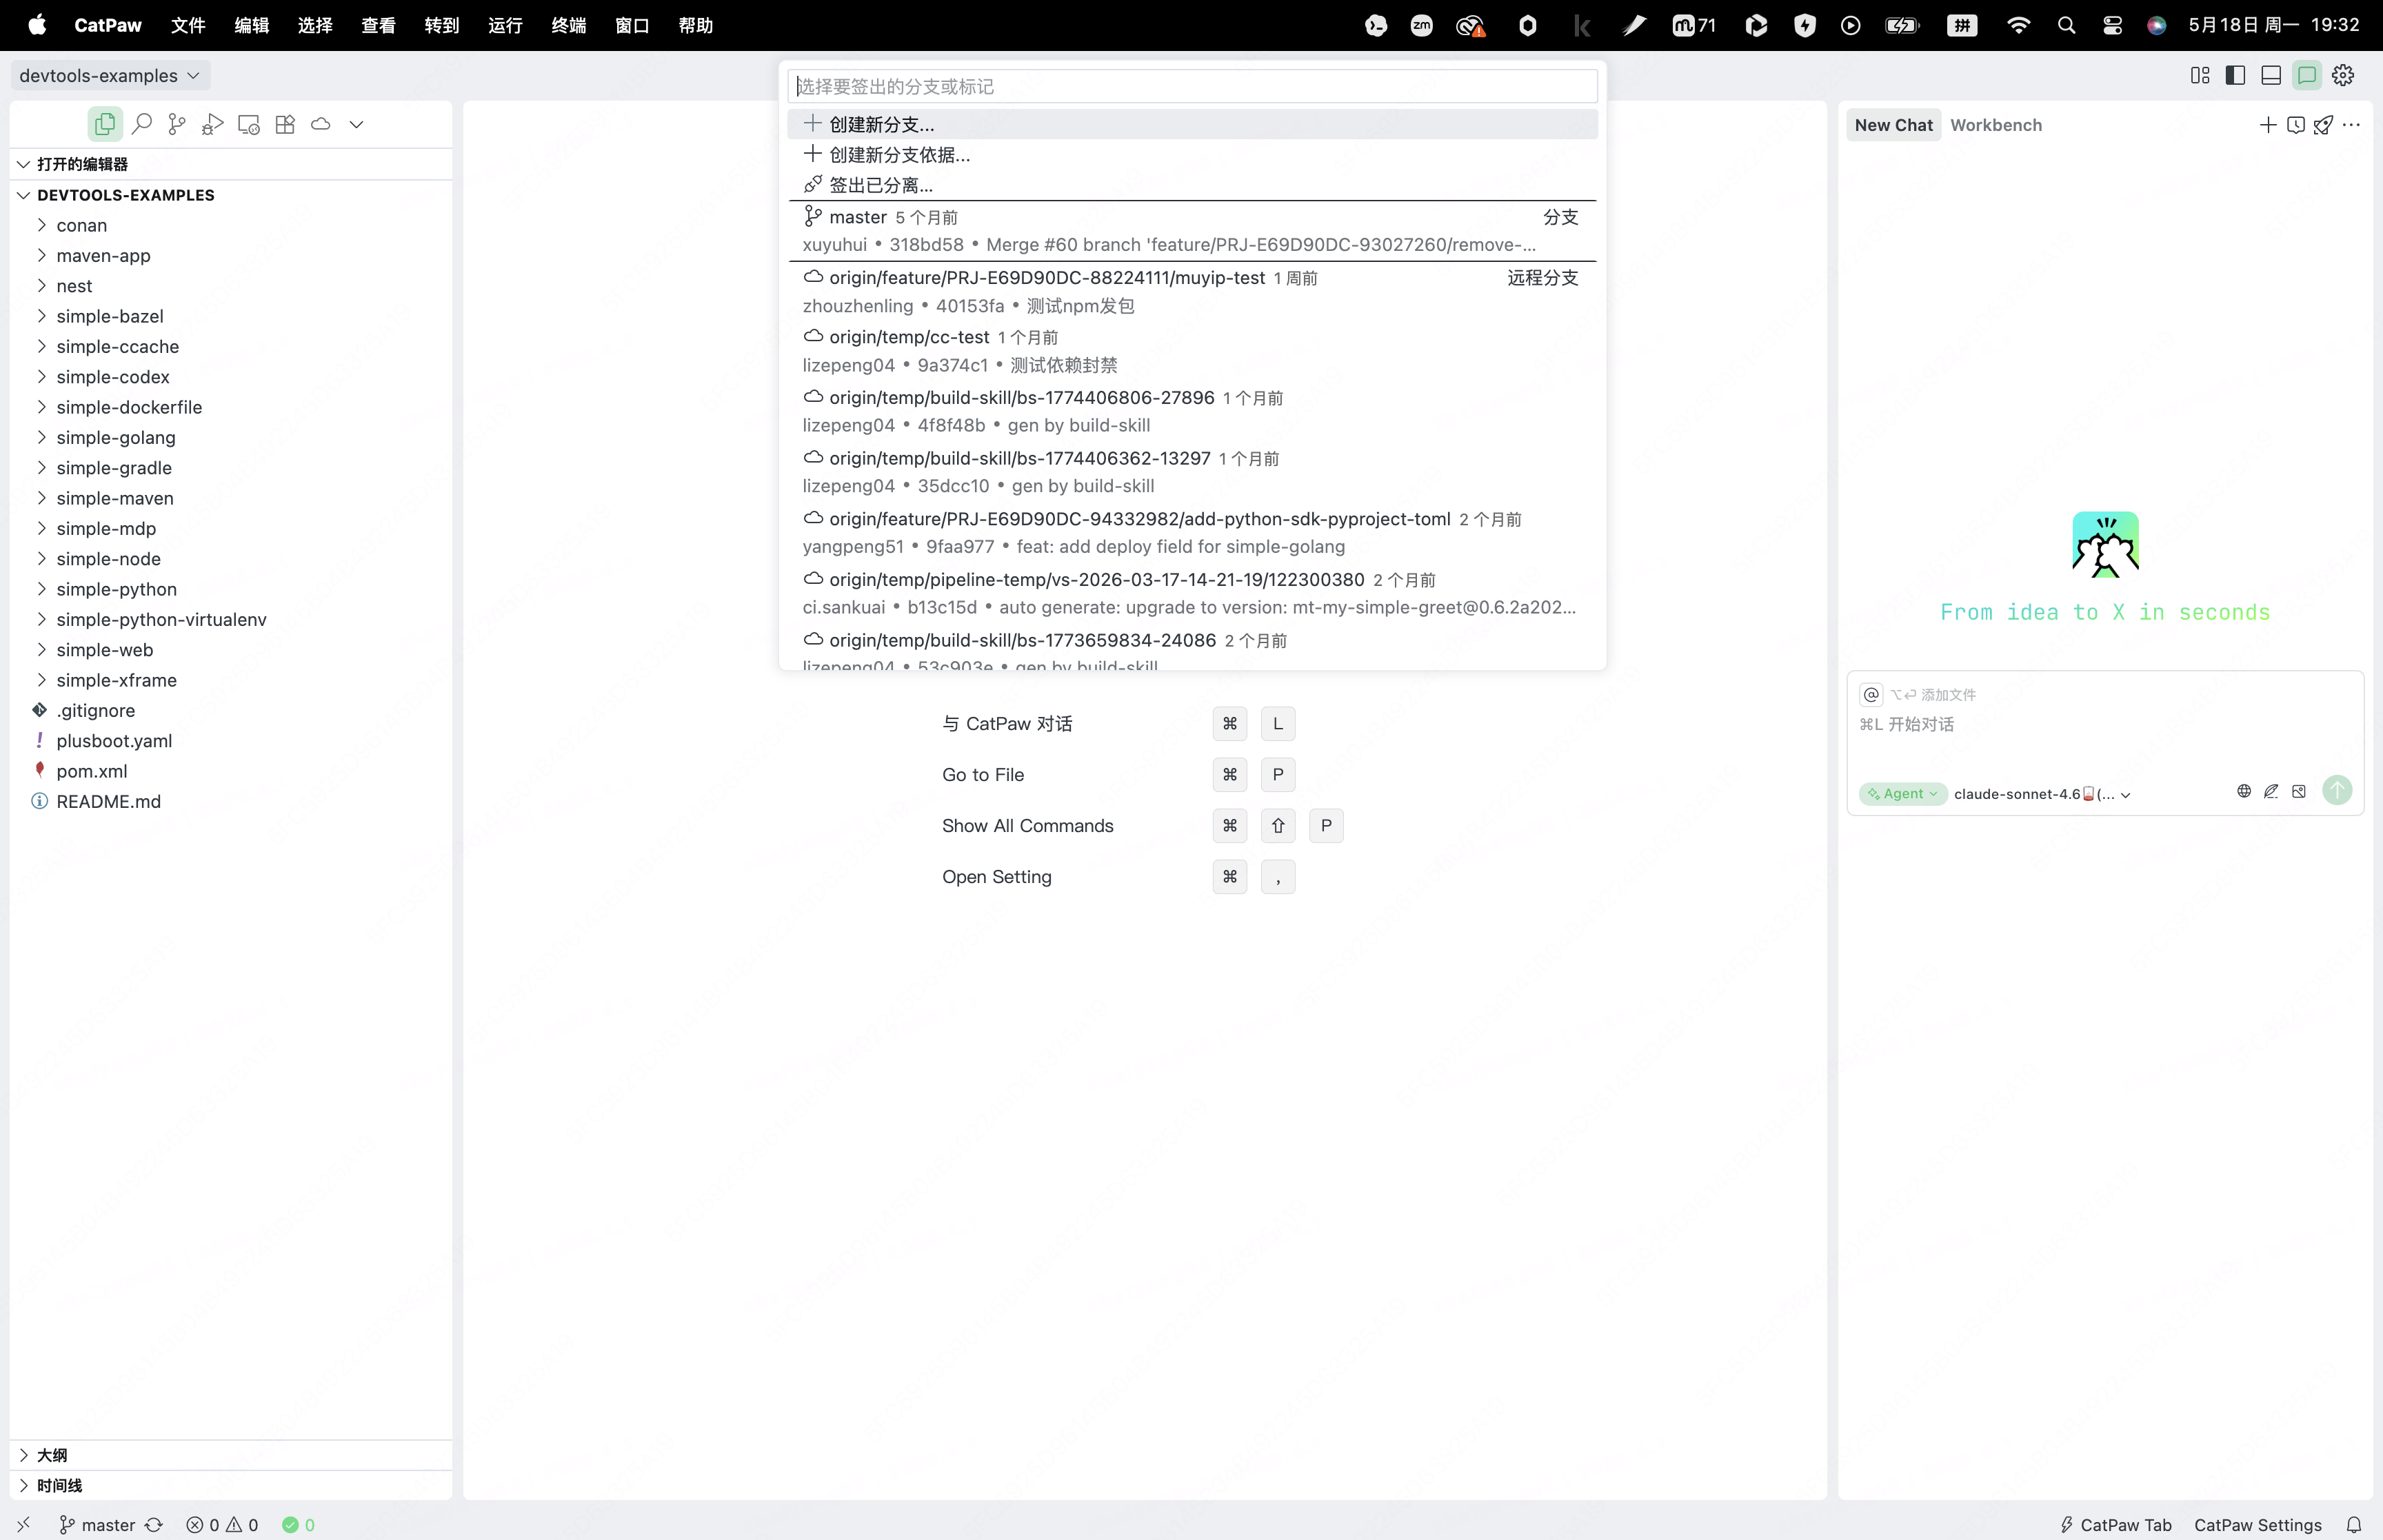 CatPaw 文件 编辑 选择 查看 转到 运行 终端 窗口 帮助 zm 71 拼 5月18日 周一 19:32
devtools-examples
打开的编辑器
DEVTOOLS-EXAMPLES
conan
maven-app
nest
simple-bazel
simple-ccache
simple-codex
simple-dockerfile
simple-golang
simple-gradle
simple-maven
simple-mdp
simple-node
simple-python
simple-python-virtualenv
simple-web
simple-xframe
.gitignore
plusboot.yaml
pom.xml
README.md
大纲
时间线
选择要签出的分支或标记
创建新分支...
创建新分支依据...
签出已分离...
master 5 个月前 分支
xuyuhui • 318bd58 • Merge #60 branch 'feature/PRJ-E69D90DC-93027260/remove-...
origin/feature/PRJ-E69D90DC-88224111/muyip-test 1 周前 远程分支
zhouzhenling • 40153fa • 测试npm发包
origin/temp/cc-test 1 个月前
lizepeng04 • 9a374c1 • 测试依赖封禁
origin/temp/build-skill/bs-1774406806-27896 1 个月前
lizepeng04 • 4f8f48b • gen by build-skill
origin/temp/build-skill/bs-1774406362-13297 1 个月前
lizepeng04 • 35dcc10 • gen by build-skill
origin/feature/PRJ-E69D90DC-94332982/add-python-sdk-pyproject-toml 2 个月前
yangpeng51 • 9faa977 • feat: add deploy field for simple-golang
origin/temp/pipeline-temp/vs-2026-03-17-14-21-19/122300380 2 个月前
ci.sankuai • b13c15d • auto generate: upgrade to version: mt-my-simple-greet@0.6.2a202...
origin/temp/build-skill/bs-1773659834-24086 2 个月前
lizepeng04 • 53c903e • gen by build-skill
与 CatPaw 对话 ⌘ L
Go to File ⌘ P
Show All Commands ⌘ ⇧ P
Open Setting ⌘ ,
New Chat Workbench
From idea to X in seconds
@ ⌥⏎ 添加文件
⌘L 开始对话
Agent claude-sonnet-4.6 (...
master 0 0 0 CatPaw Tab CatPaw Settings